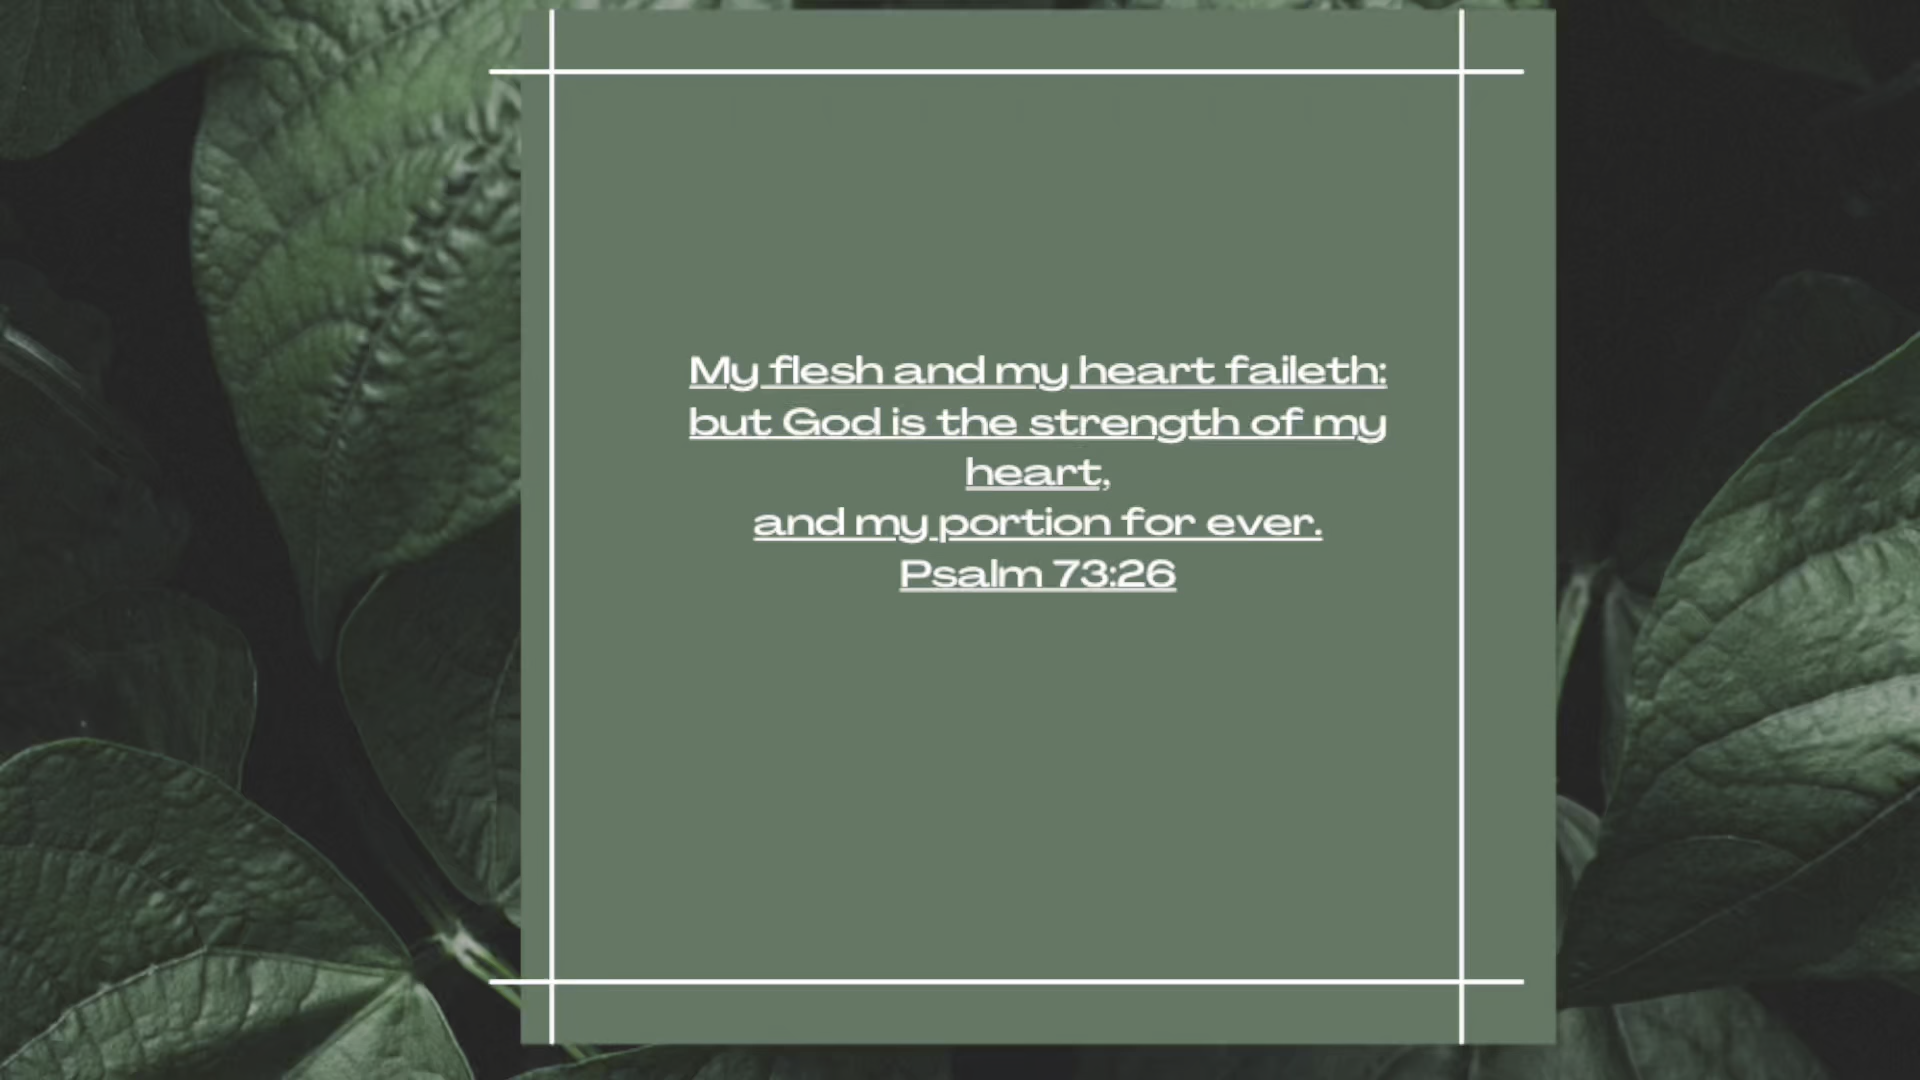 My flesh and my heart faileth:
but God is the strength of my
heart,
and my portion for ever.
Psalm 73:26